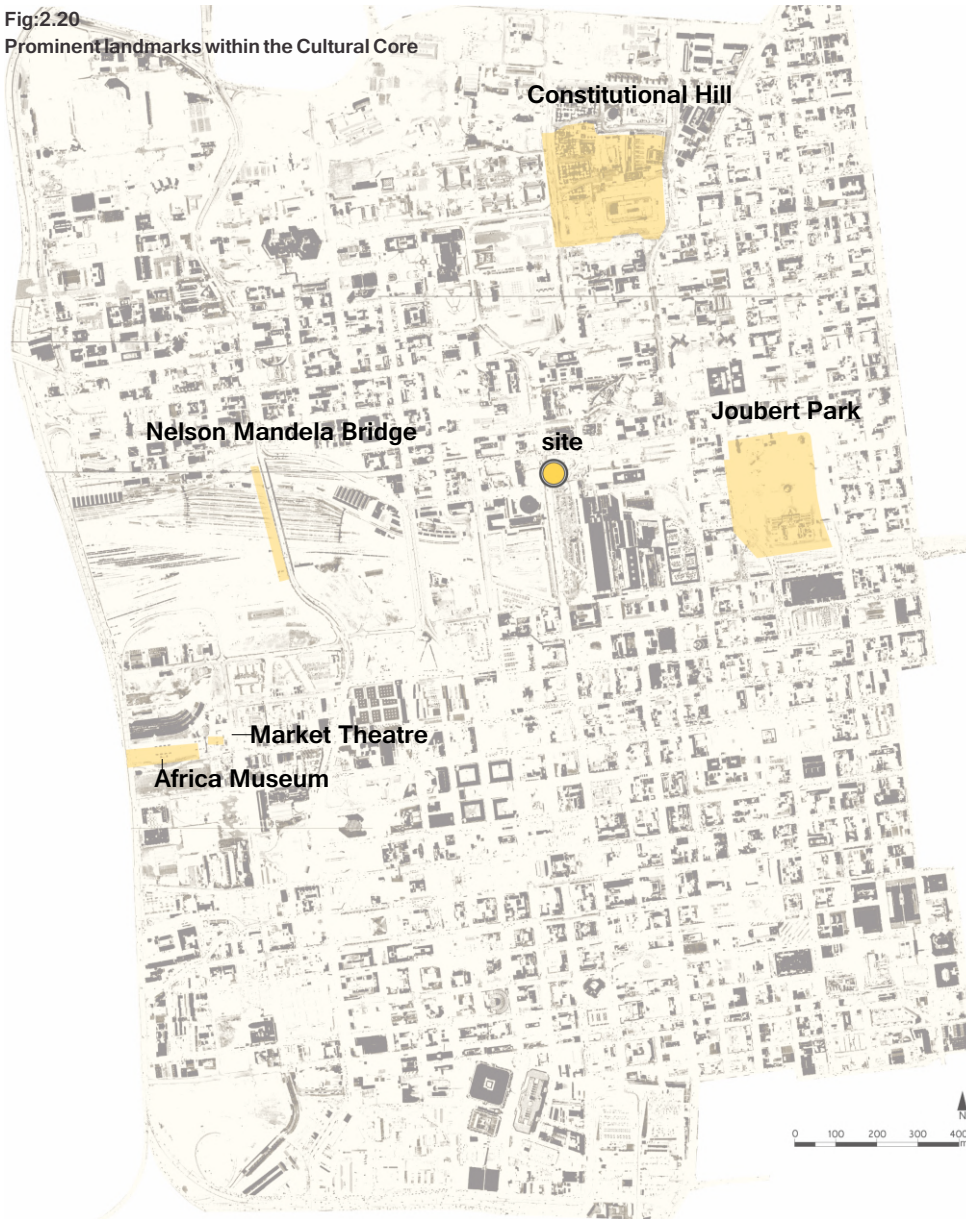 Fig:2.20
Prominent landmarks within the Cultural Core
Constitutional Hill
Joubert Park
Nelson Mandela Bridge
site
Market Theatre
Africa Museum
N
0 100 200 300 400
m